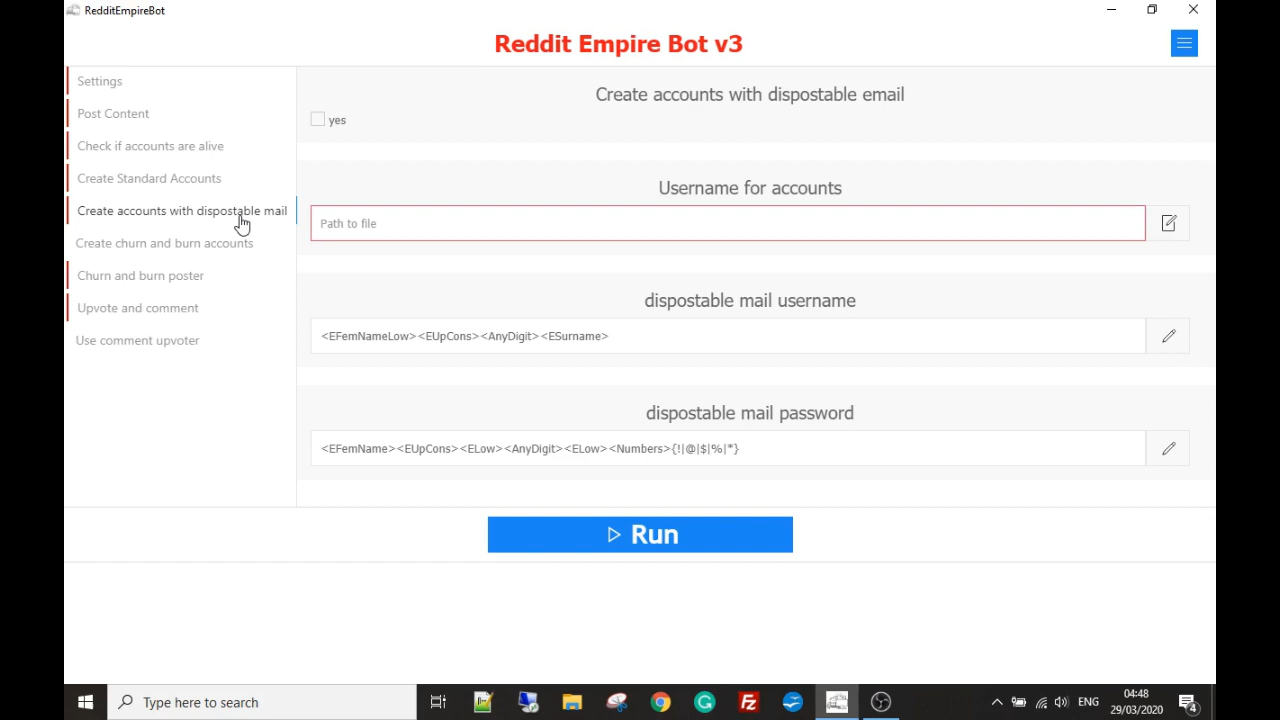 RedditEmpireBot
Reddit Empire Bot v3
Settings
Post Content
Check if accounts are alive
Create Standard Accounts
Create accounts with dispostable mail
Create churn and burn accounts
Churn and burn poster
Upvote and comment
Use comment upvoter
Create accounts with dispostable email
yes
Username for accounts
Path to file
dispostable mail username
<EFemNameLow><EUpCons><AnyDigit><ESurname>
dispostable mail password
<EFemName><EUpCons><ELow><AnyDigit><ELow><Numbers>{!|@|$|%|*}
Run
Type here to search
ENG
04:48
29/03/2020
4